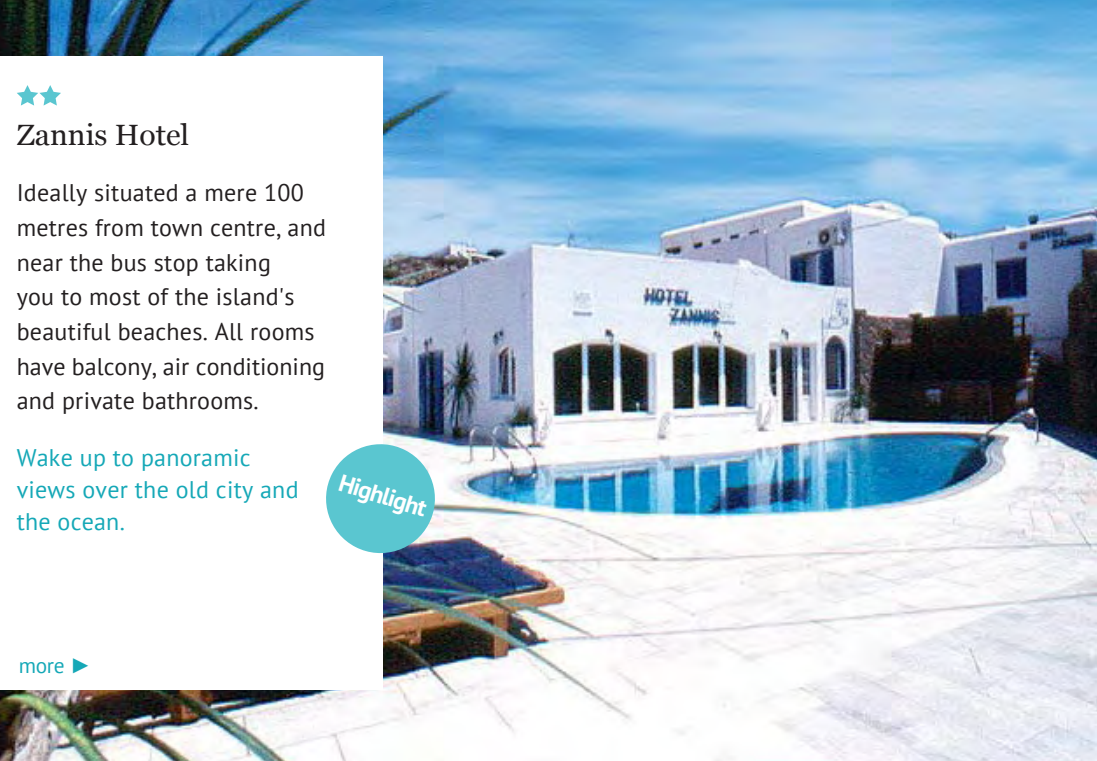 Zannis Hotel
Ideally situated a mere 100
metres from town centre, and
near the bus stop taking
you to most of the island's
beautiful beaches. All rooms
have balcony, air conditioning
and private bathrooms.
Wake up to panoramic
views over the old city and
the ocean.
Highlight
more ►
HOTEL
ZANNIS
HOTEL
ZANNIS